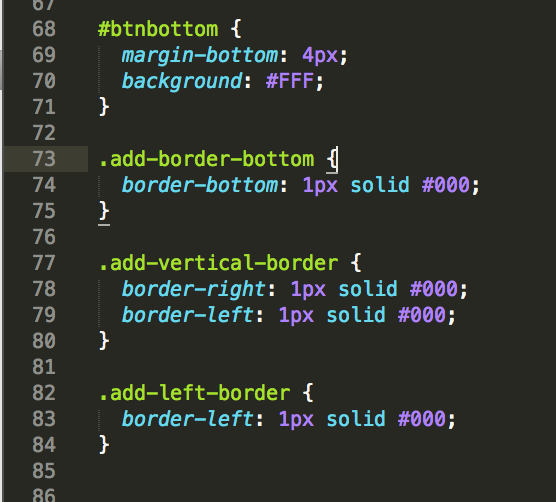 67
68 #btnbottom {
69 margin-bottom: 4px;
70 background: #FFF;
71 }
72
73 .add-border-bottom {
74 border-bottom: 1px solid #000;
75 }
76
77 .add-vertical-border {
78 border-right: 1px solid #000;
79 border-left: 1px solid #000;
80 }
81
82 .add-left-border {
83 border-left: 1px solid #000;
84 }
85
86